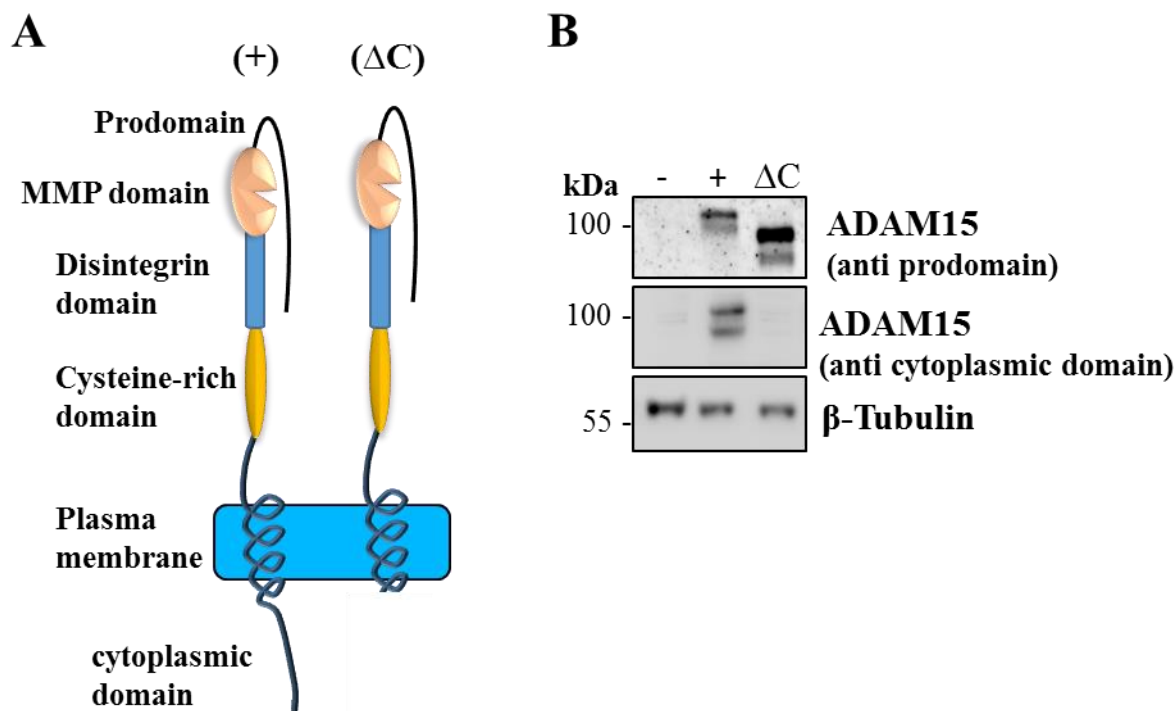 A
(+) (ΔC)
Prodomain
MMP domain
Disintegrin
domain
Cysteine-rich
domain
Plasma
membrane
cytoplasmic
domain
B
kDa - + ΔC
100 -
ADAM15
(anti prodomain)
100 -
ADAM15
(anti cytoplasmic domain)
55 -
β-Tubulin